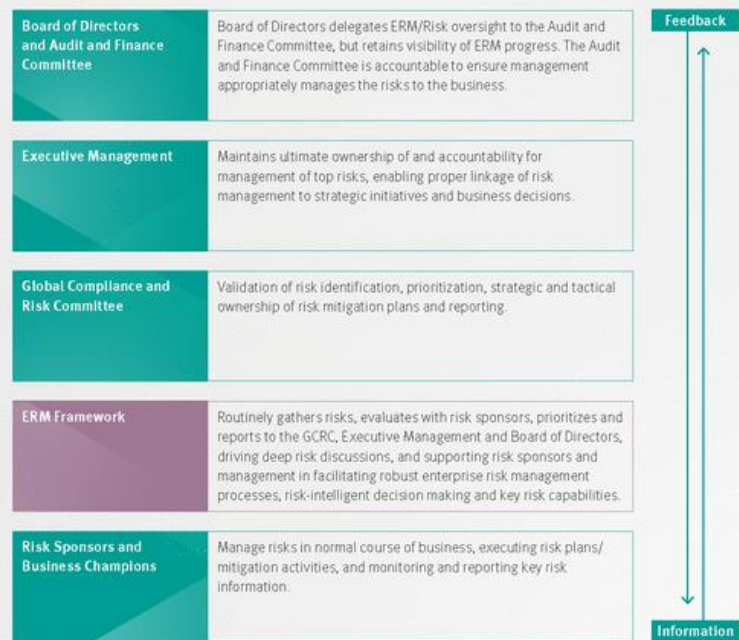 Board of Directors
and Audit and Finance
Committee
Board of Directors delegates ERM/Risk oversight to the Audit and
Finance Committee, but retains visibility of ERM progress. The Audit
and Finance Committee is accountable to ensure management
appropriately manages the risks to the business.
Feedback
Executive Management
Maintains ultimate ownership of and accountability for
management of top risks, enabling proper linkage of risk
management to strategic initiatives and business decisions.
Global Compliance and
Risk Committee
Validation of risk identification, prioritization, strategic and tactical
ownership of risk mitigation plans and reporting.
ERM Framework
Routinely gathers risks, evaluates with risk sponsors, prioritizes and
reports to the GCRC, Executive Management and Board of Directors,
driving deep risk discussions, and supporting risk sponsors and
management in facilitating robust enterprise risk management
processes, risk-intelligent decision making and key risk capabilities.
Risk Sponsors and
Business Champions
Manage risks in normal course of business, executing risk plans/
mitigation activities, and monitoring and reporting key risk
information.
Information